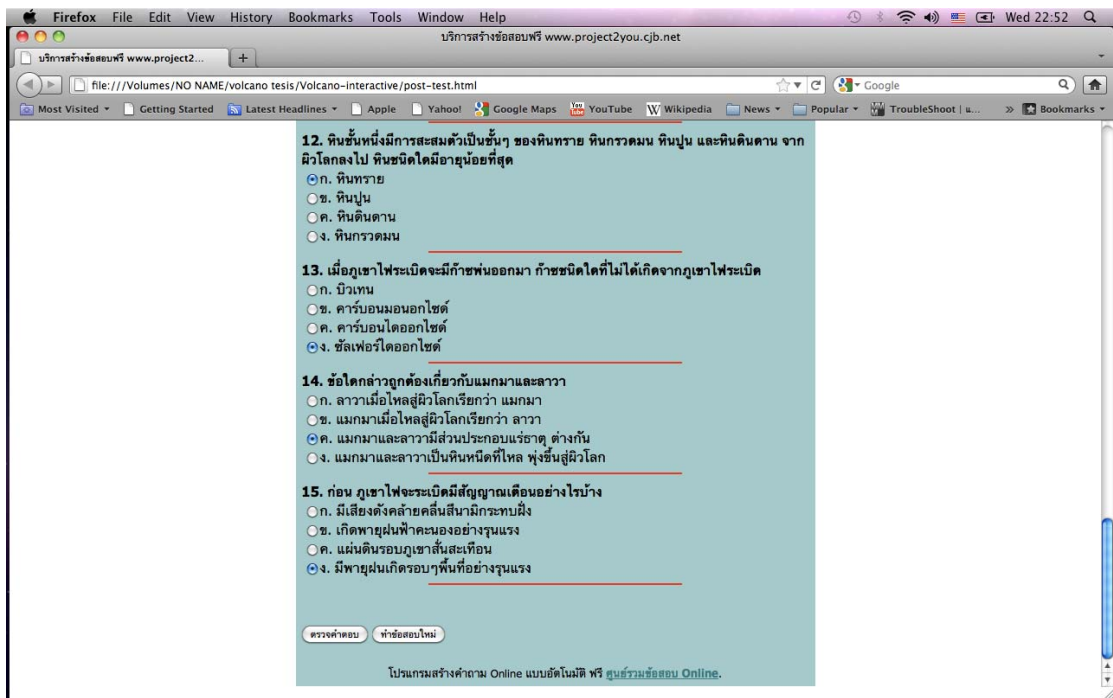 Firefox File Edit View History Bookmarks Tools Window Help Wed 22:52
บริการสร้างข้อสอบฟรี www.project2you.cjb.net
บริการสร้างข้อสอบฟรี www.project2... +
file:///Volumes/NO NAME/volcano tesis/Volcano-interactive/post-test.html Google
Most Visited Getting Started Latest Headlines Apple Yahoo! Google Maps YouTube Wikipedia News Popular TroubleShoot | u... » Bookmarks
12. หินชั้นหนึ่งมีการสะสมตัวเป็นชั้นๆ ของหินทราย หินกรวดมน หินปูน และหินดินดาน จาก
ผิวโลกลงไป หินชนิดใดมีอายุน้อยที่สุด
ก. หินทราย
ข. หินปูน
ค. หินดินดาน
ง. หินกรวดมน
13. เมื่อภูเขาไฟระเบิดจะมีก๊าซพ่นออกมา ก๊าซชนิดใดที่ไม่ได้เกิดจากภูเขาไฟระเบิด
ก. บิวเทน
ข. คาร์บอนมอนอกไซด์
ค. คาร์บอนไดออกไซด์
ง. ซัลเฟอร์ไดออกไซด์
14. ข้อใดกล่าวถูกต้องเกี่ยวกับแมกมาและลาวา
ก. ลาวาเมื่อไหลสู่ผิวโลกเรียกว่า แมกมา
ข. แมกมาเมื่อไหลสู่ผิวโลกเรียกว่า ลาวา
ค. แมกมาและลาวามีส่วนประกอบแร่ธาตุ ต่างกัน
ง. แมกมาและลาวาเป็นหินหนืดที่ไหล พุ่งขึ้นสู่ผิวโลก
15. ก่อน ภูเขาไฟจะระเบิดมีสัญญาณเตือนอย่างไรบ้าง
ก. มีเสียงดังคล้ายคลื่นสึนามิกระทบฝั่ง
ข. เกิดพายุฝนฟ้าคะนองอย่างรุนแรง
ค. แผ่นดินรอบภูเขาสั่นสะเทือน
ง. มีพายุฝนเกิดรอบๆพื้นที่อย่างรุนแรง
ตรวจคำตอบ ทำข้อสอบใหม่
โปรแกรมสร้างคำถาม Online แบบอัตโนมัติ ฟรี ศูนย์รวมข้อสอบ Online.